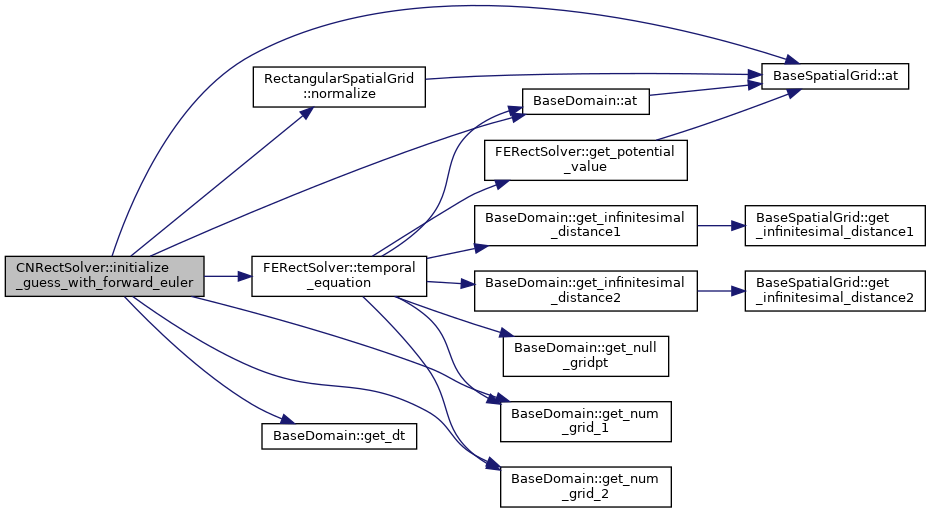 CNRectSolver::initialize
_guess_with_forward_euler
RectangularSpatialGrid
::normalize
FERectSolver::temporal
_equation
BaseDomain::get_dt
BaseDomain::at
FERectSolver::get_potential
_value
BaseDomain::get_infinitesimal
_distance1
BaseDomain::get_infinitesimal
_distance2
BaseDomain::get_null
_gridpt
BaseDomain::get_num
_grid_1
BaseDomain::get_num
_grid_2
BaseSpatialGrid::at
BaseSpatialGrid::get
_infinitesimal_distance1
BaseSpatialGrid::get
_infinitesimal_distance2